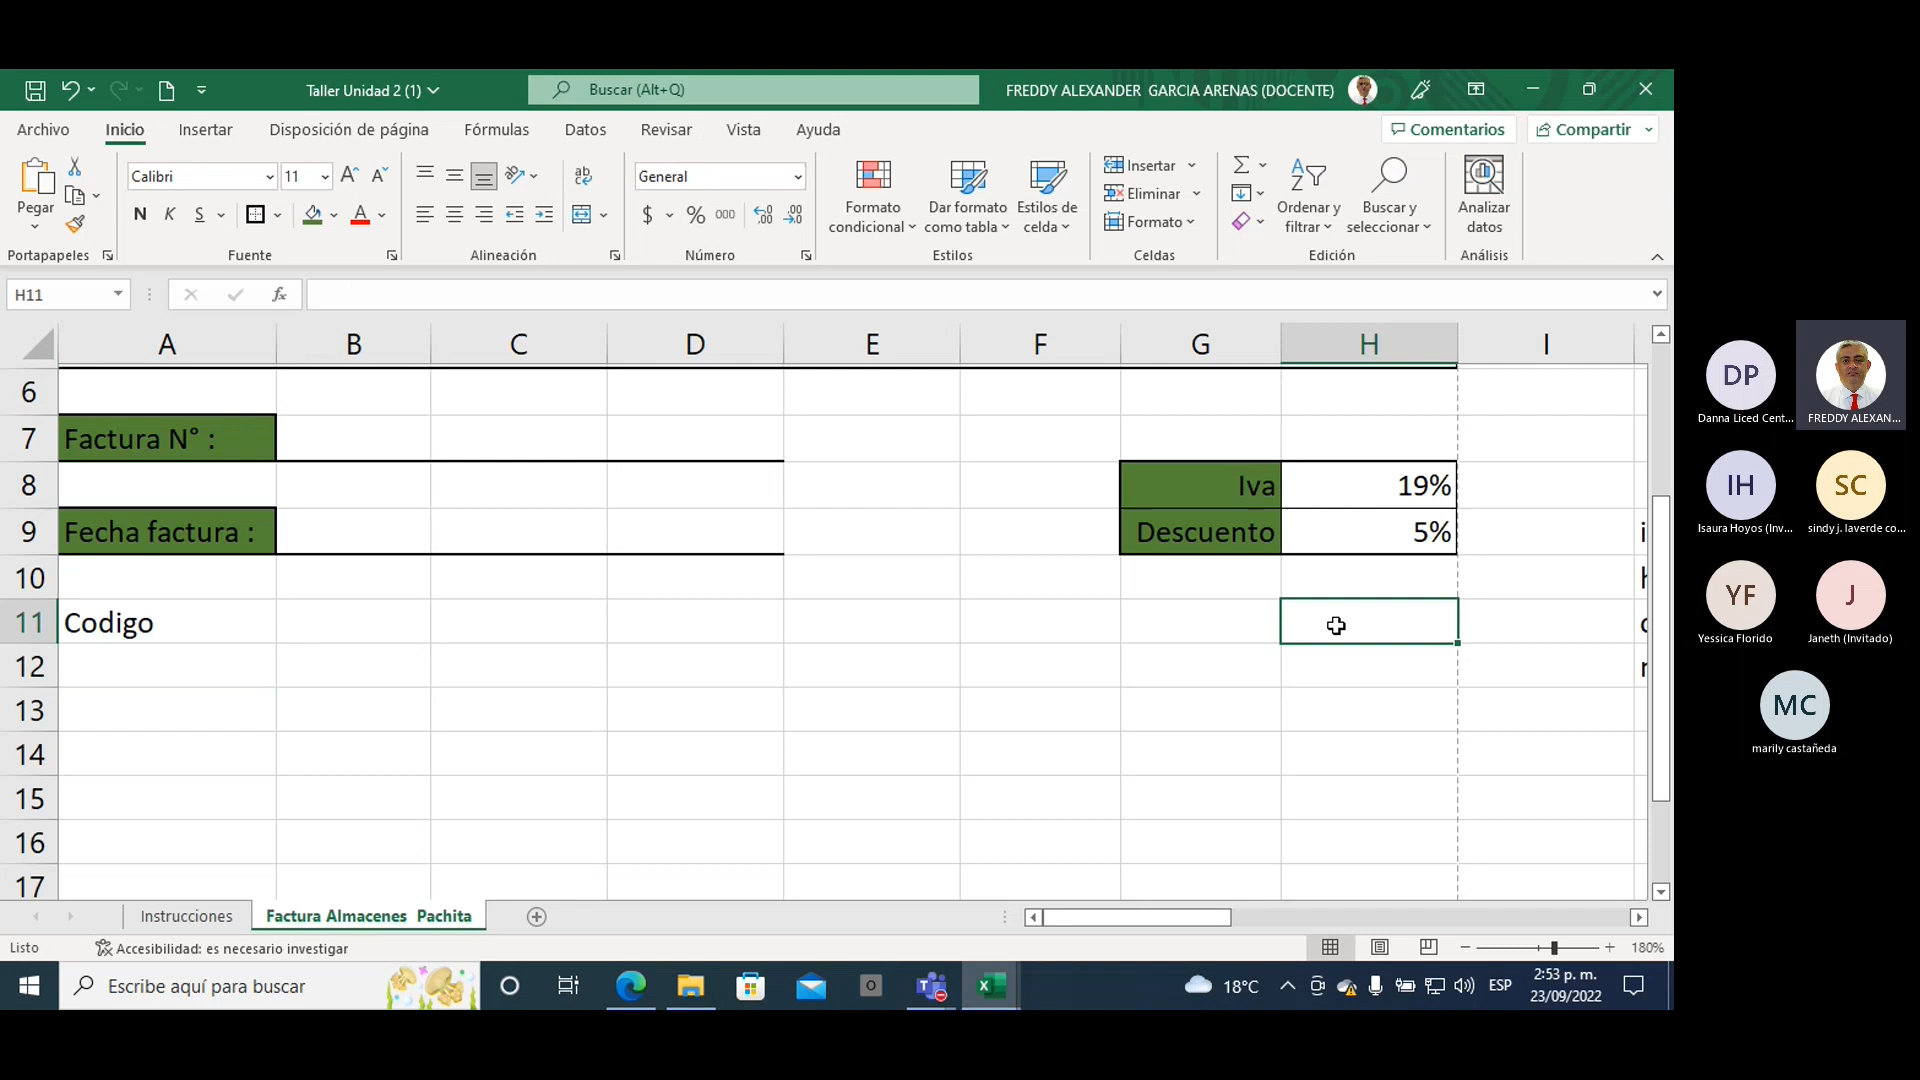 Taller Unidad 2 (1)
Buscar (Alt+Q)
FREDDY ALEXANDER GARCIA ARENAS (DOCENTE)
Archivo
Inicio
Insertar
Disposición de página
Fórmulas
Datos
Revisar
Vista
Ayuda
Comentarios
Compartir
Pegar
Calibri
11
N K S
General
$ % 000
Formato condicional
Dar formato como tabla
Estilos de celda
Insertar
Eliminar
Formato
Ordenar y filtrar
Buscar y seleccionar
Analizar datos
Portapapeles
Fuente
Alineación
Número
Estilos
Celdas
Edición
Análisis
H11
fx
A B C D E F G H I
6
7 Factura N° :
8 Iva 19%
9 Fecha factura : Descuento 5%
10
11 Codigo
12
13
14
15
16
17
Instrucciones
Factura Almacenes Pachita
Listo
Accesibilidad: es necesario investigar
180%
Escribe aquí para buscar
18°C
ESP
2:53 p. m.
23/09/2022
DP
Danna Liced Cent...
FREDDY ALEXAN...
IH
Isaura Hoyos (Inv...
SC
sindy j. laverde co...
YF
Yessica Florido
J
Janeth (Invitado)
MC
marily castañeda